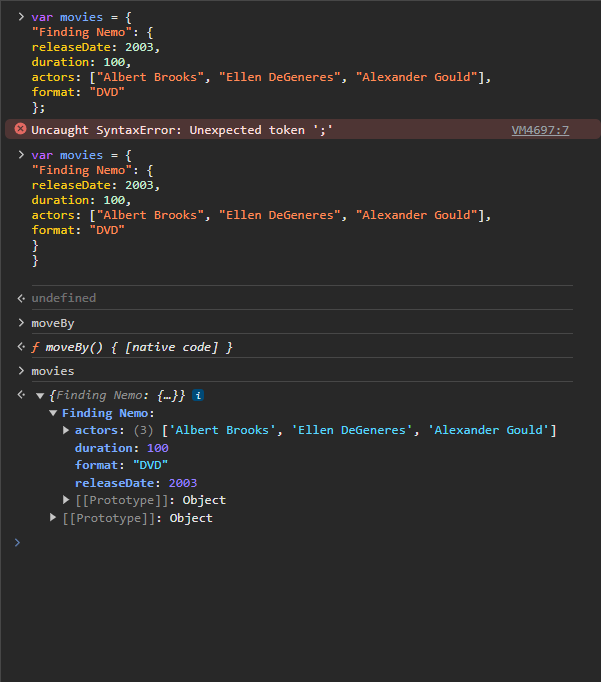 var movies = {
"Finding Nemo": {
releaseDate: 2003,
duration: 100,
actors: ["Albert Brooks", "Ellen DeGeneres", "Alexander Gould"],
format: "DVD"
};
Uncaught SyntaxError: Unexpected token ';' VM4697:7
var movies = {
"Finding Nemo": {
releaseDate: 2003,
duration: 100,
actors: ["Albert Brooks", "Ellen DeGeneres", "Alexander Gould"],
format: "DVD"
}
}
undefined
moveBy
ƒ moveBy() { [native code] }
movies
{Finding Nemo: {…}} i
Finding Nemo:
actors: (3) ['Albert Brooks', 'Ellen DeGeneres', 'Alexander Gould']
duration: 100
format: "DVD"
releaseDate: 2003
[[Prototype]]: Object
[[Prototype]]: Object